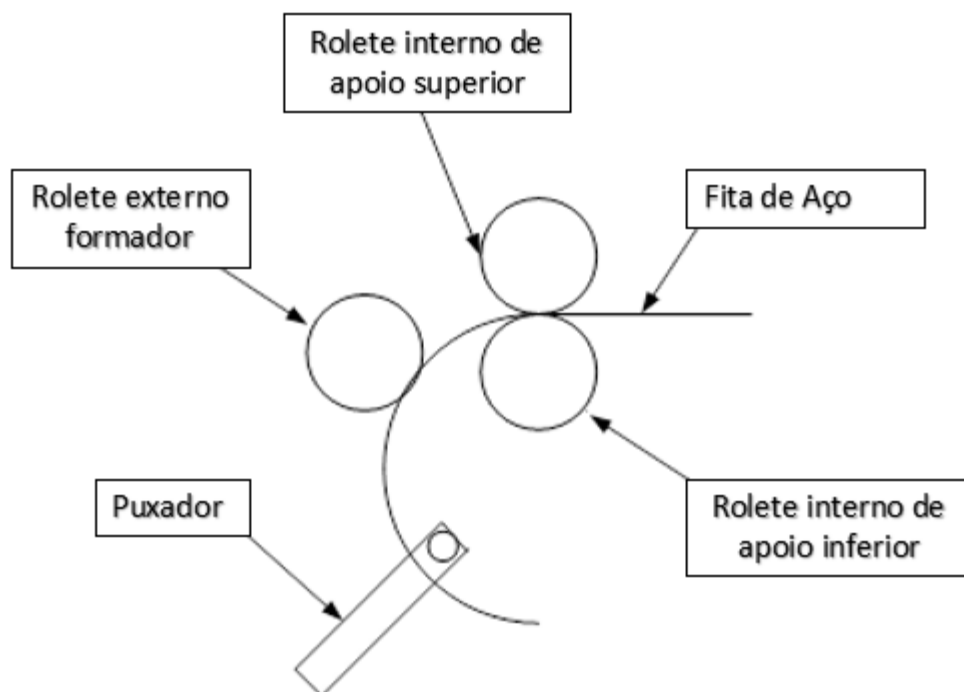 Rolete interno de
apoio superior
Rolete externo
formador
Fita de Aço
Puxador
Rolete interno de
apoio inferior